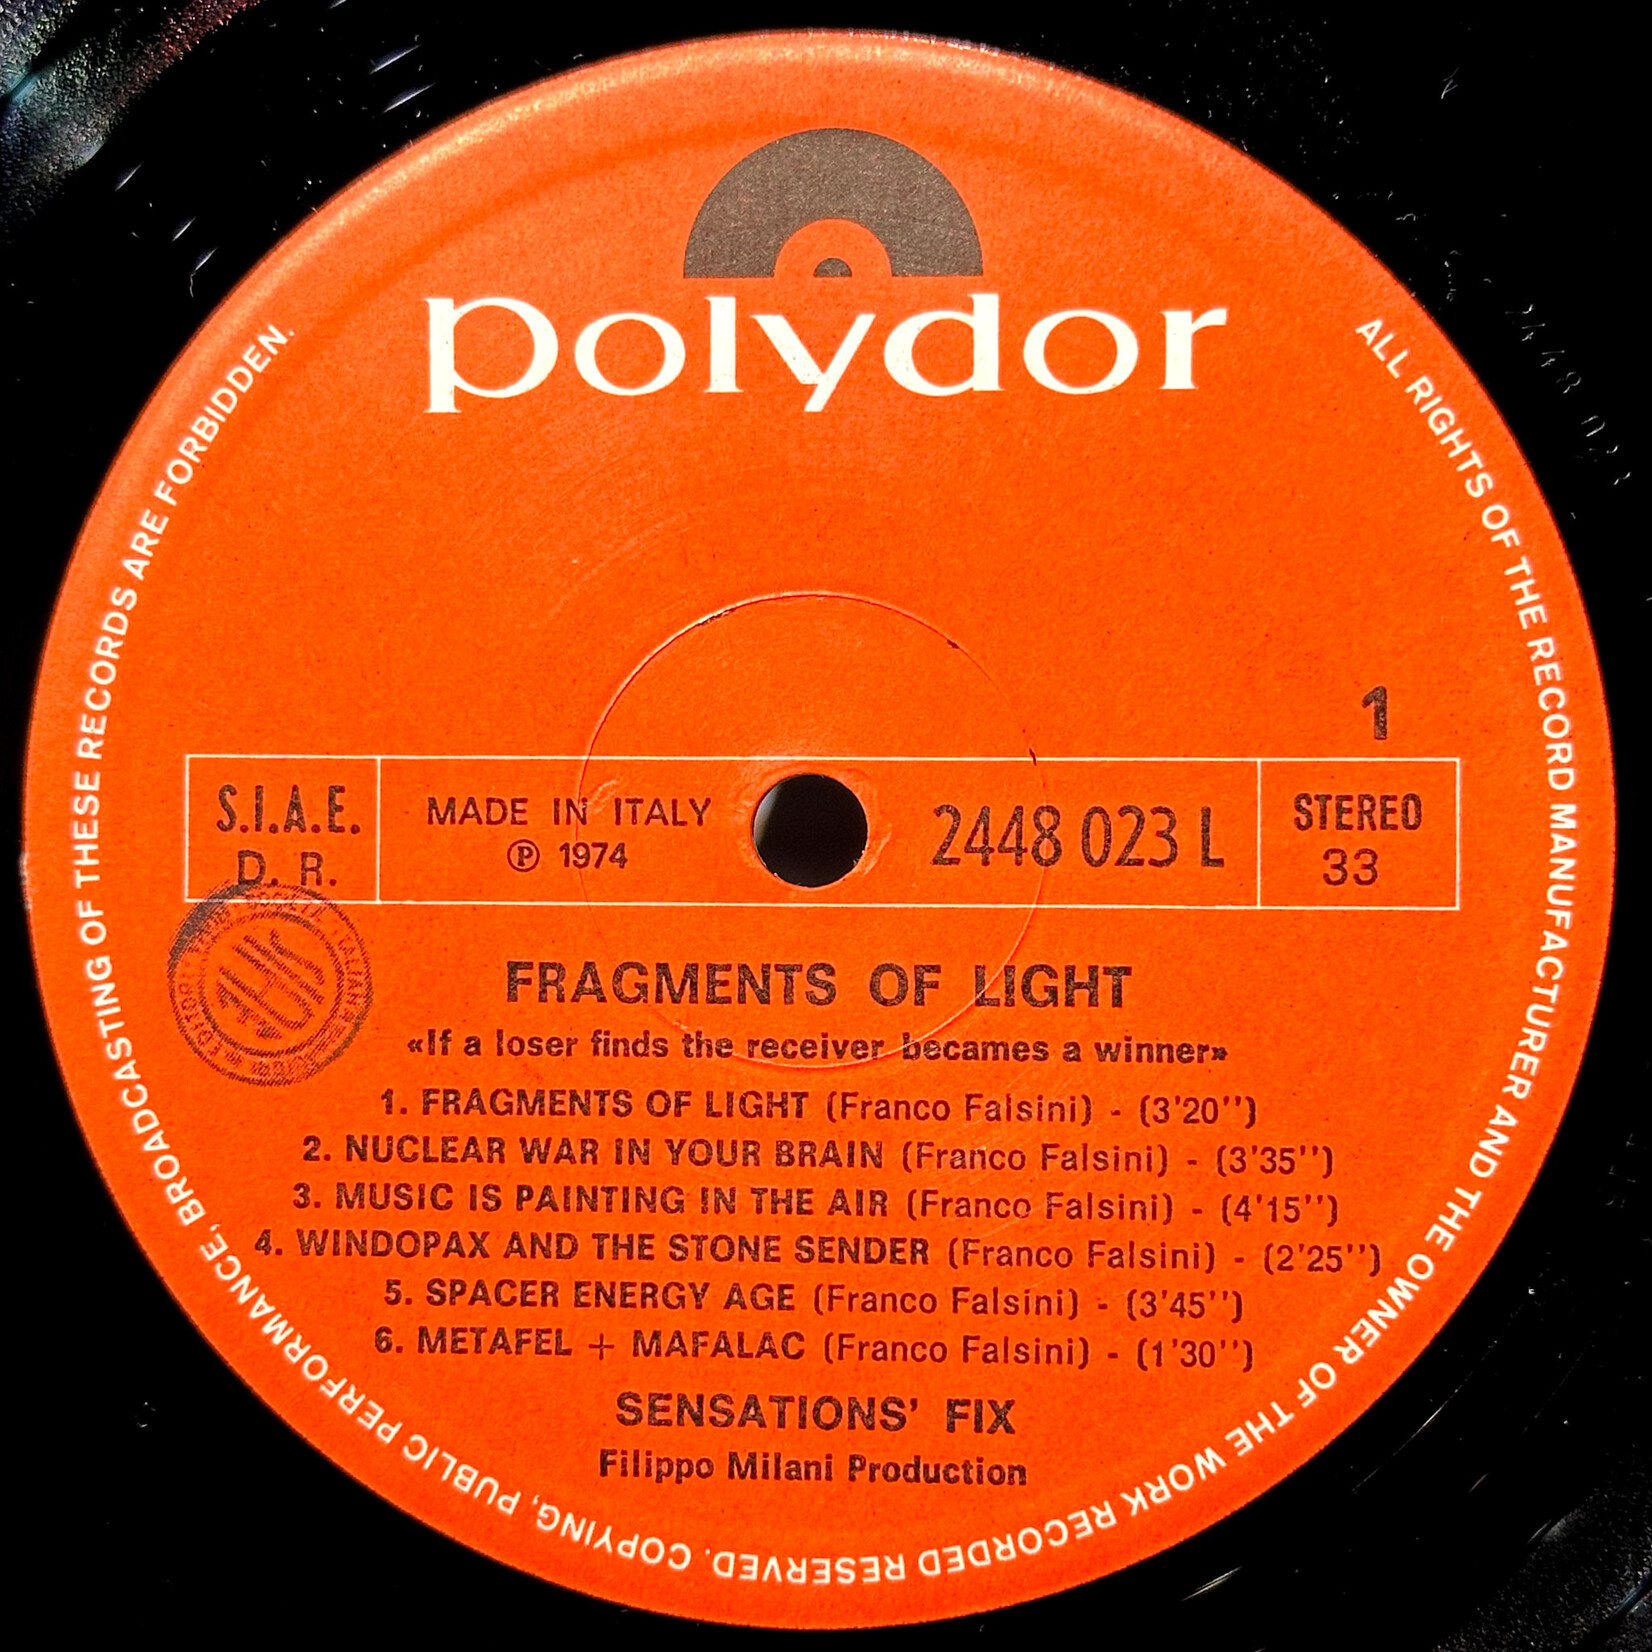 polydor
ALL RIGHTS OF THE RECORD MANUFACTURER AND THE OWNER OF THE WORK RECORDED RESERVED. COPYING, PUBLIC PERFORMANCE, BROADCASTING OF THESE RECORDS ARE FORBIDDEN.
1
S.I.A.E.
D. R.
MADE IN ITALY
Ⓟ 1974
2448 023 L
STEREO
33
FRAGMENTS OF LIGHT
«If a loser finds the receiver becames a winner»
1. FRAGMENTS OF LIGHT (Franco Falsini) - (3'20'')
2. NUCLEAR WAR IN YOUR BRAIN (Franco Falsini) - (3'35'')
3. MUSIC IS PAINTING IN THE AIR (Franco Falsini) - (4'15'')
4. WINDOPAX AND THE STONE SENDER (Franco Falsini) - (2'25'')
5. SPACER ENERGY AGE (Franco Falsini) - (3'45'')
6. METAFEL + MAFALAC (Franco Falsini) - (1'30'')
SENSATIONS' FIX
Filippo Milani Production